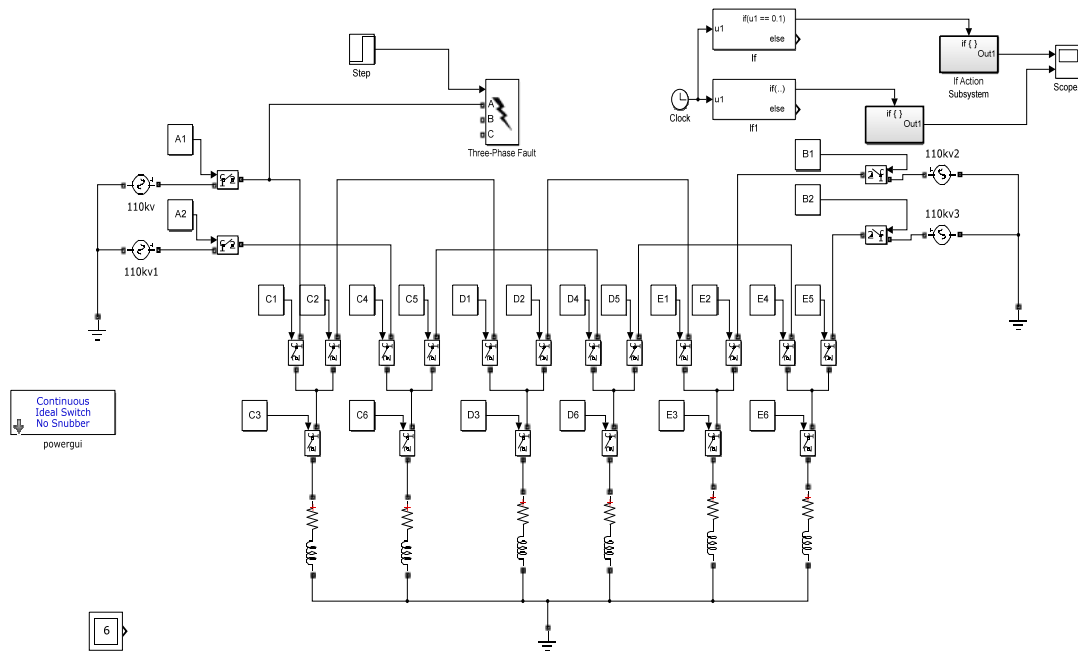 if(u1 == 0.1)
u1
else
If
if { }
Out1
If Action
Subsystem
Scope
Step
A
B
C
Three-Phase Fault
Clock
if(..)
u1
else
If1
if { }
Out1
A1
110kv
A2
110kv1
B1
110kv2
B2
110kv3
C1
C2
C4
C5
D1
D2
D4
D5
E1
E2
E4
E5
Continuous
Ideal Switch
No Snubber
powergui
C3
C6
D3
D6
E3
E6
6